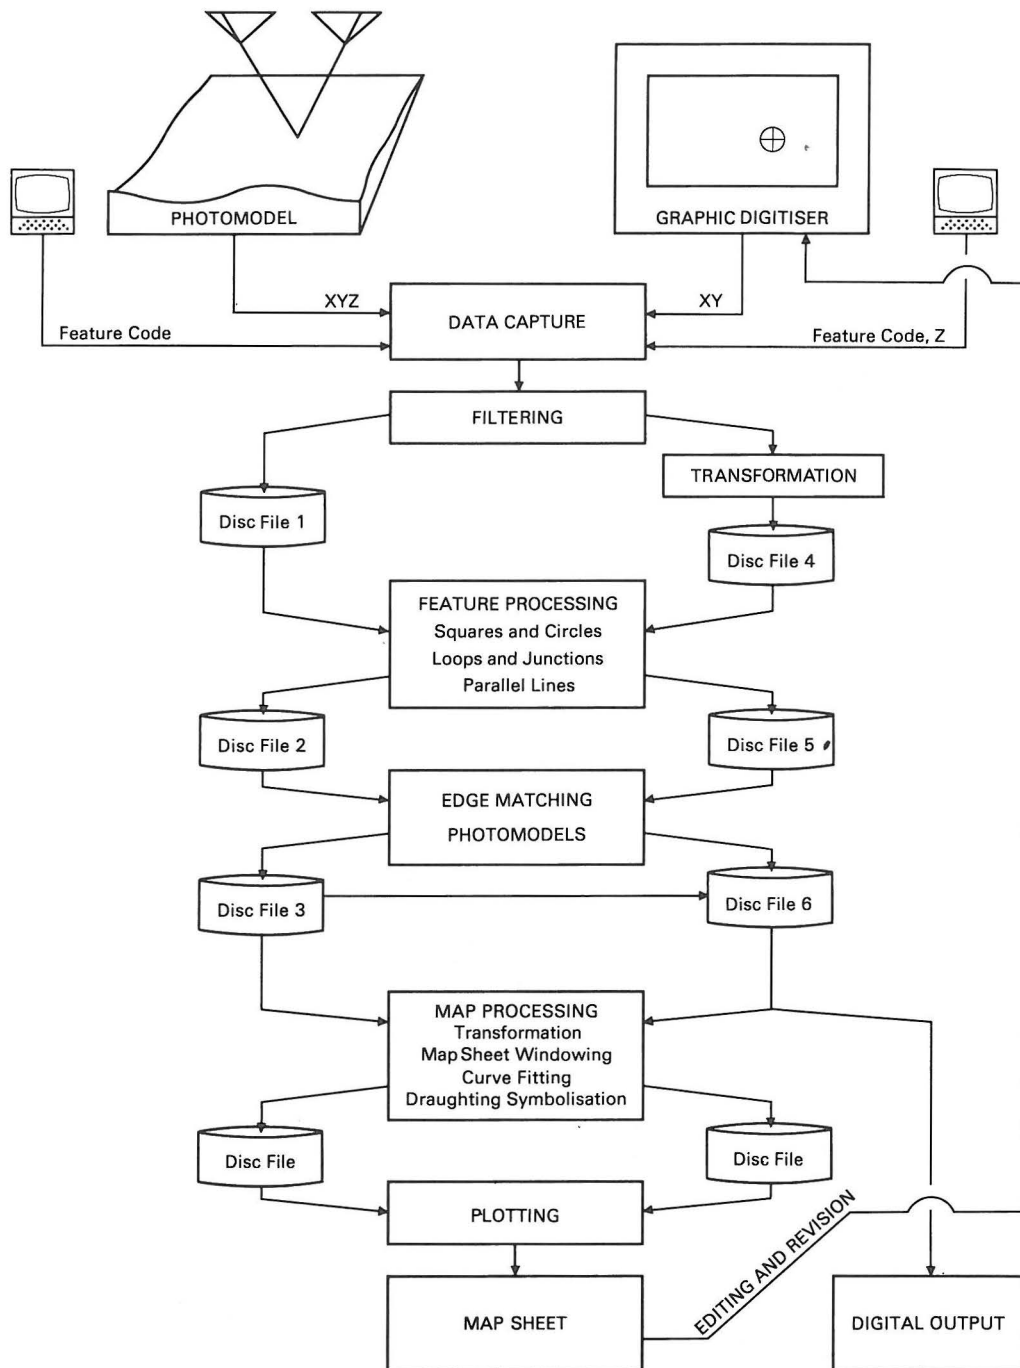 PHOTOMODEL
GRAPHIC DIGITISER
XYZ
XY
DATA CAPTURE
Feature Code
Feature Code, Z
FILTERING
TRANSFORMATION
Disc File 1
Disc File 4
FEATURE PROCESSING
Squares and Circles
Loops and Junctions
Parallel Lines
Disc File 2
Disc File 5
EDGE MATCHING
PHOTOMODELS
Disc File 3
Disc File 6
MAP PROCESSING
Transformation
Map Sheet Windowing
Curve Fitting
Draughting Symbolisation
Disc File
Disc File
PLOTTING
EDITING AND REVISION
MAP SHEET
DIGITAL OUTPUT